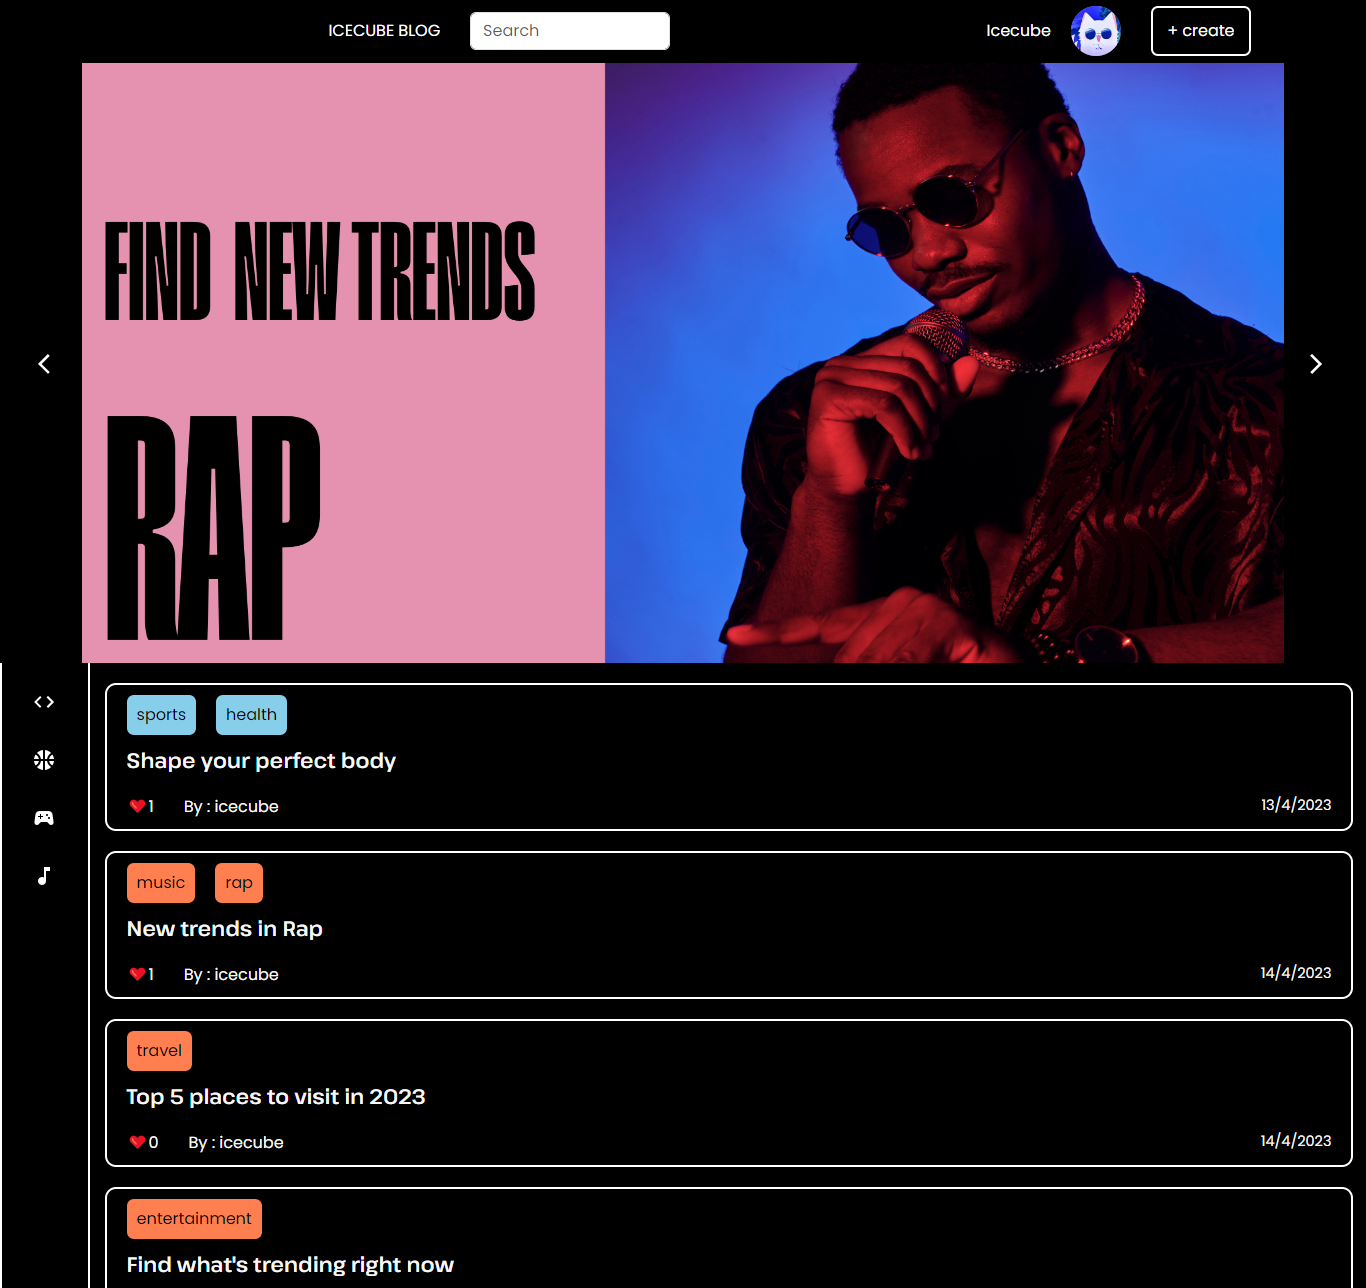 ICECUBE BLOG
Search
Icecube
+ create
FIND NEW TRENDS
RAP
sports
health
Shape your perfect body
1
By : icecube
13/4/2023
music
rap
New trends in Rap
1
By : icecube
14/4/2023
travel
Top 5 places to visit in 2023
0
By : icecube
14/4/2023
entertainment
Find what's trending right now